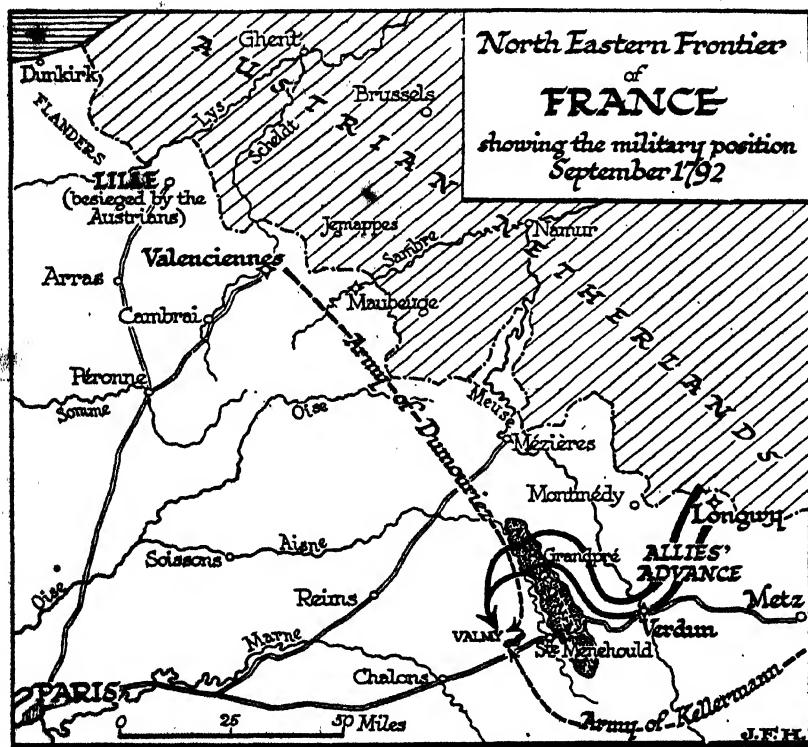 North Eastern Frontier
of
FRANCE
showing the military position
September 1792
AUSTRIAN NETHERLANDS
Ghent
Dunkirk
FLANDERS
Lys
Scheldt
Brussels
LILLE
(besieged by the
Austrians)
Jemappes
Sambre
Namur
Valenciennes
Arras
Maubeuge
Cambrai
Army of Dumouriez
Péronne
Somme
Oise
Meuse
Mézières
Montmédy
Longwy
ALLIES'
ADVANCE
Grandpré
Soissons
Aisne
Oise
Reims
Metz
Verdun
Marne
VALMY
Ste Menehould
Chalons
PARIS
Army of Kellermann
0 25 50 Miles
J.F.H.